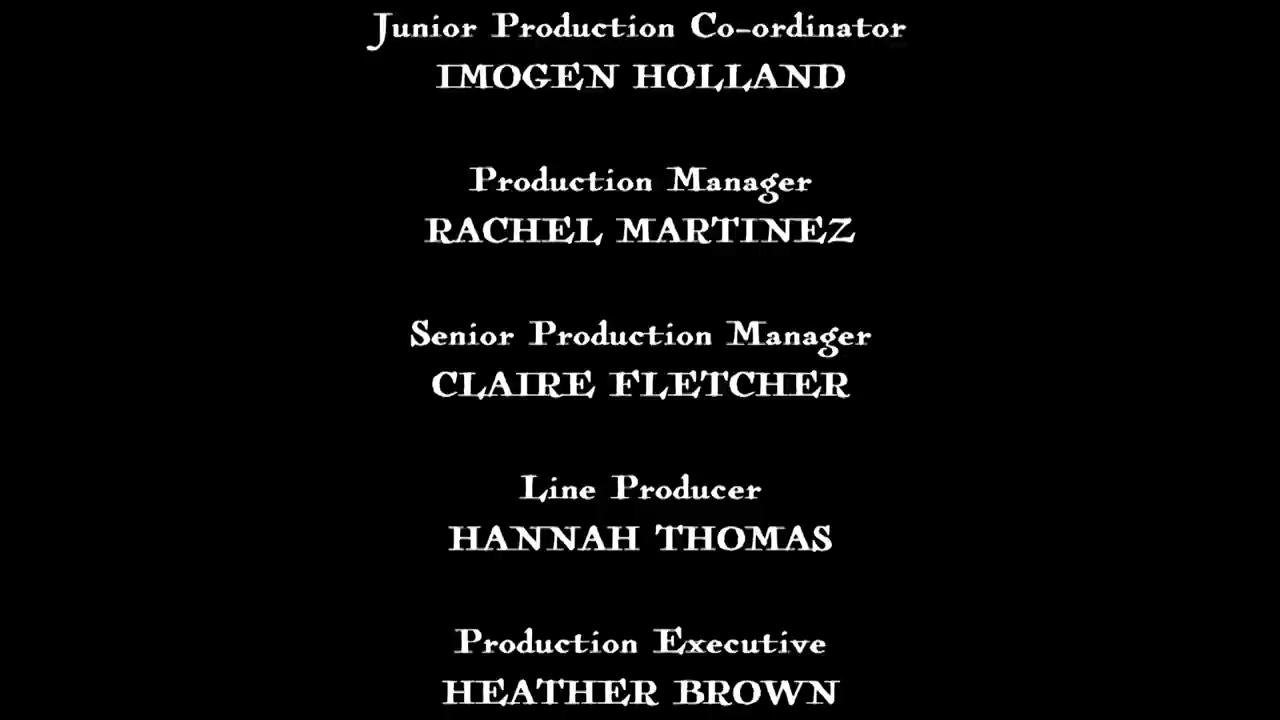 Junior Production Co-ordinator
IMOGEN HOLLAND
Production Manager
RACHEL MARTINEZ
Senior Production Manager
CLAIRE FLETCHER
Line Producer
HANNAH THOMAS
Production Executive
HEATHER BROWN